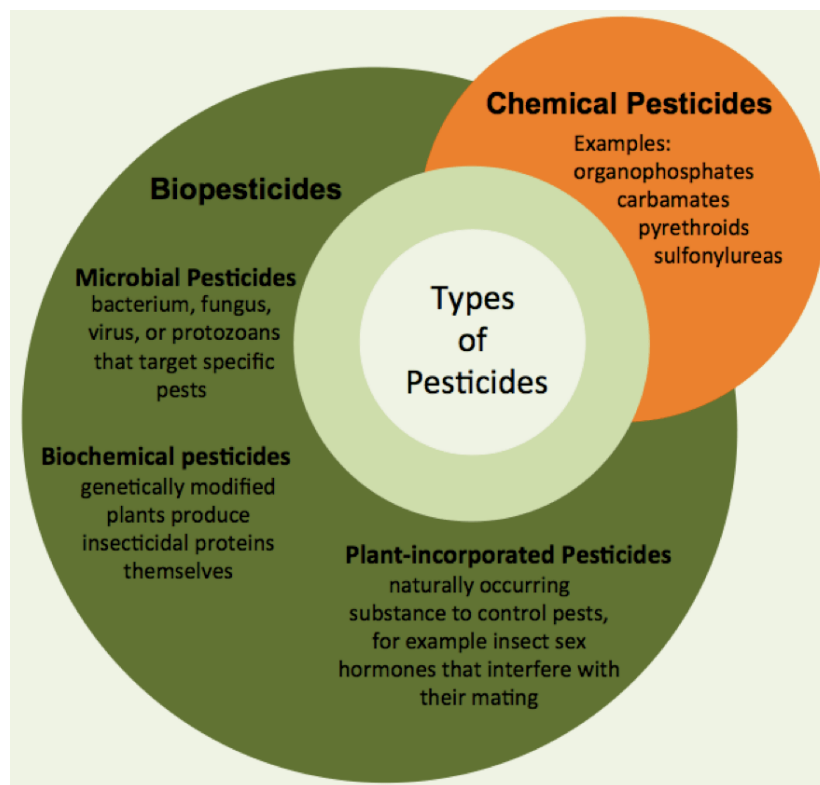 Chemical Pesticides
Examples:
organophosphates
carbamates
pyrethroids
sulfonylureas
Biopesticides
Microbial Pesticides
bacterium, fungus,
virus, or protozoans
that target specific
pests
Types
of
Pesticides
Biochemical pesticides
genetically modified
plants produce
insecticidal proteins
themselves
Plant-incorporated Pesticides
naturally occurring
substance to control pests,
for example insect sex
hormones that interfere with
their mating